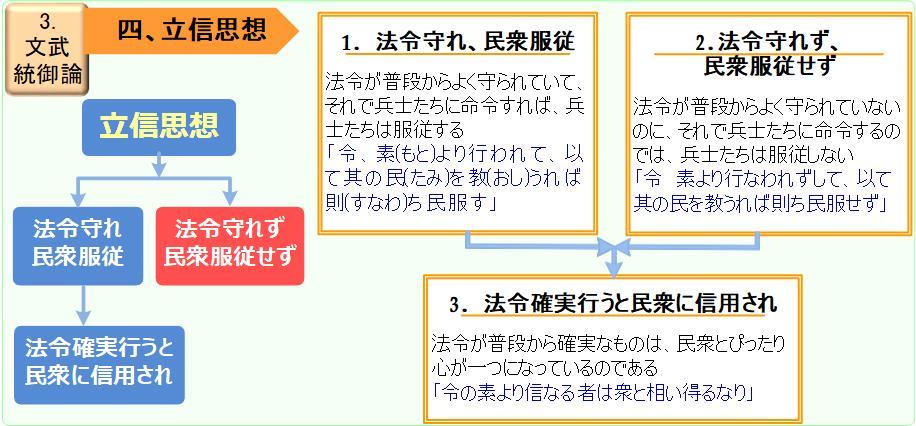 3.
文武
統御論
四、立信思想
立信思想
法令守れ
民衆服従
法令守れず
民衆服従せず
法令確実行うと
民衆に信用され
1. 法令守れ、民衆服従
法令が普段からよく守られていて、
それで兵士たちに命令すれば、兵
士たちは服従する
「令、素(もと)より行われて、以
て其の民(たみ)を教(おし)うれば
則(すなわ)ち民服す」
2.法令守れず、
民衆服従せず
法令が普段からよく守られていない
のに、それで兵士たちに命令するの
では、兵士たちは服従しない
「令 素より行なわれずして、以て
其の民を教うれば則ち民服せず」
3. 法令確実行うと民衆に信用され
法令が普段から確実なものは、民衆とぴったり
心が一つになっているのである
「令の素より信なる者は衆と相い得るなり」